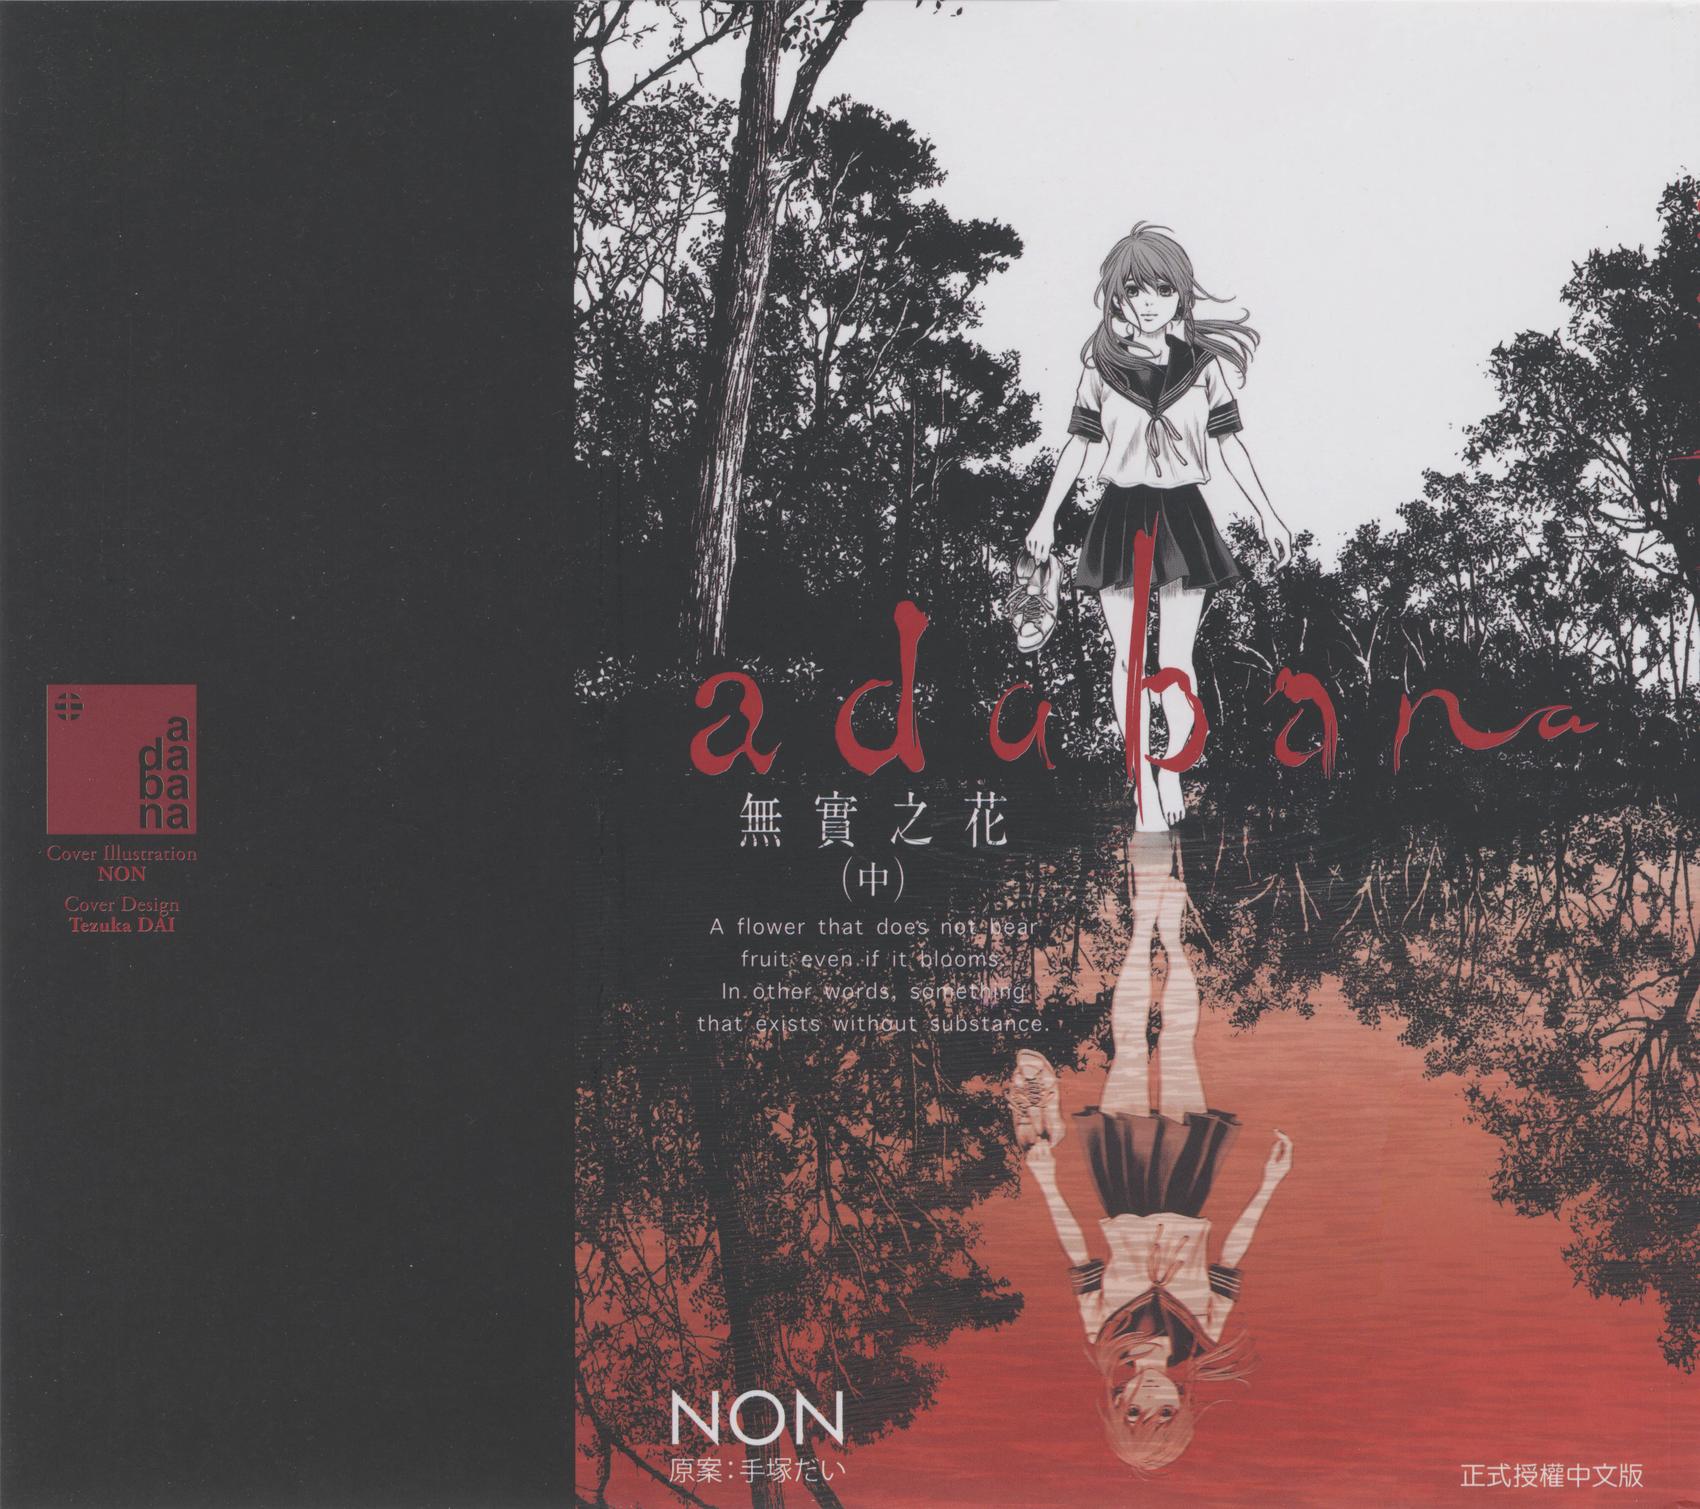 a
da
ba
na
Cover Illustration
NON
Cover Design
Tezuka DAI
adabana
無實之花
(中)
A flower that does not bear
fruit even if it blooms.
In other words, something
that exists without substance.
NON
原案:手塚だい
正式授權中文版